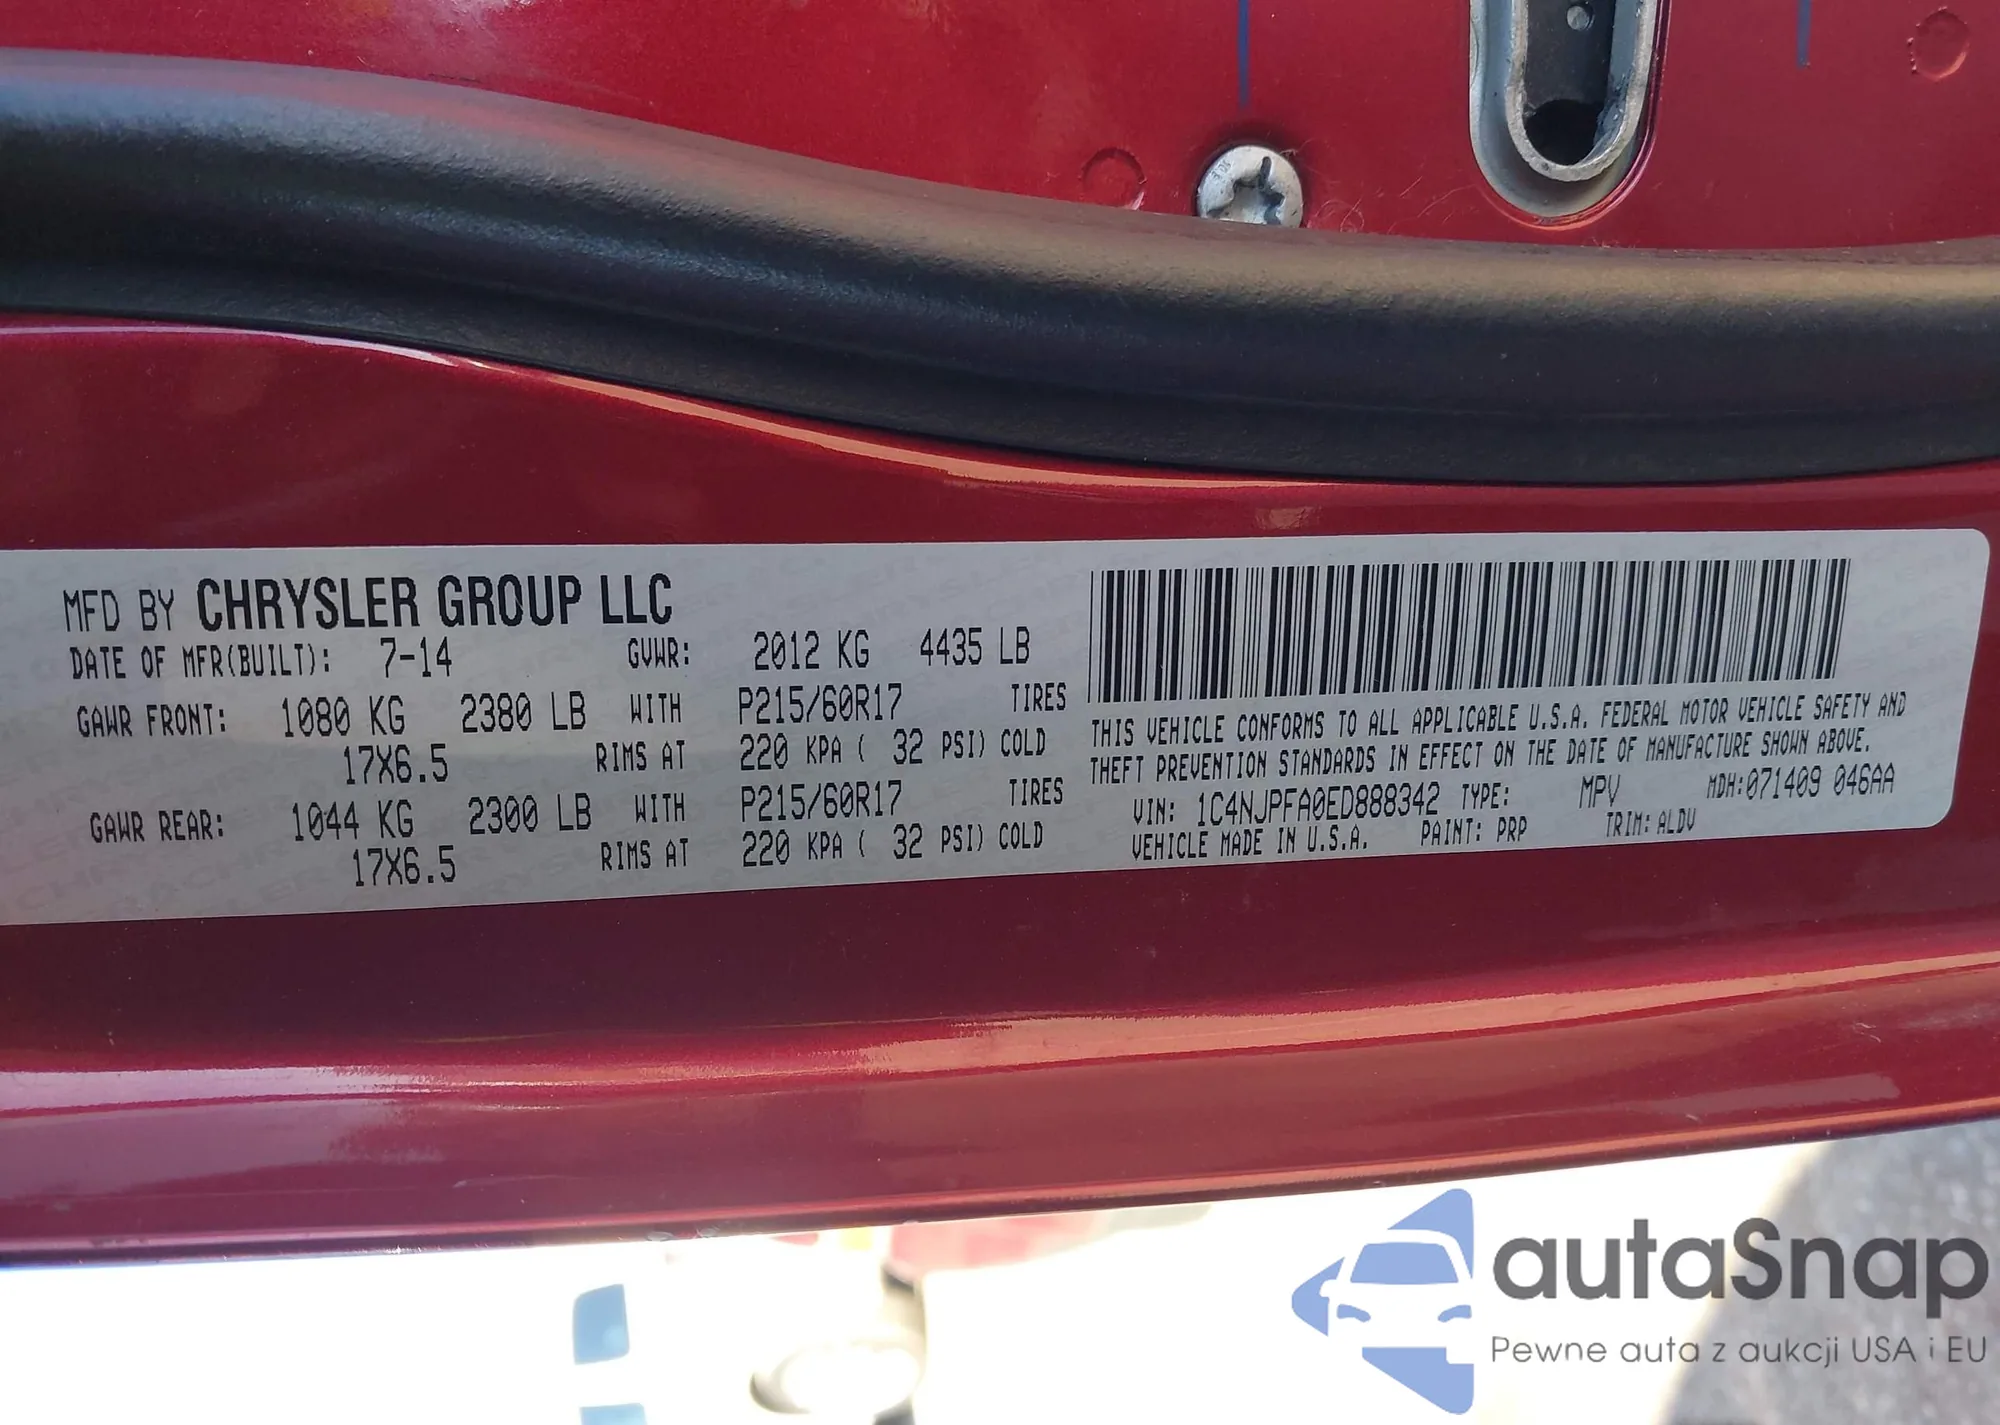 MFD BY CHRYSLER GROUP LLC
DATE OF MFR(BUILT): 7-14 GVWR: 2012 KG 4435 LB
GAWR FRONT: 1080 KG 2380 LB WITH P215/60R17 TIRES
17X6.5 RIMS AT 220 KPA ( 32 PSI) COLD
GAWR REAR: 1044 KG 2300 LB WITH P215/60R17 TIRES
17X6.5 RIMS AT 220 KPA ( 32 PSI) COLD
THIS VEHICLE CONFORMS TO ALL APPLICABLE U.S.A. FEDERAL MOTOR VEHICLE SAFETY AND
THEFT PREVENTION STANDARDS IN EFFECT ON THE DATE OF MANUFACTURE SHOWN ABOVE.
VIN: 1C4NJPFA0ED888342 TYPE: MPV MDH:071409 046AA
VEHICLE MADE IN U.S.A. PAINT: PRP TRIM: ALDV
autaSnap
Pewne auta z aukcji USA i EU